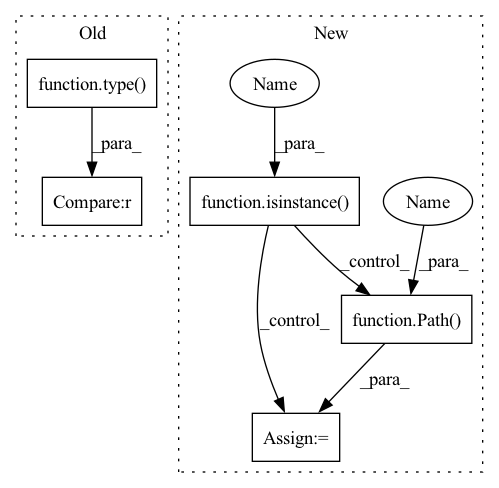 Old
New
function.type()
Name
_para_
_para_
Compare:r
function.isinstance()
Name
_control_
_para_
_control_
function.Path()
_para_
Assign:=